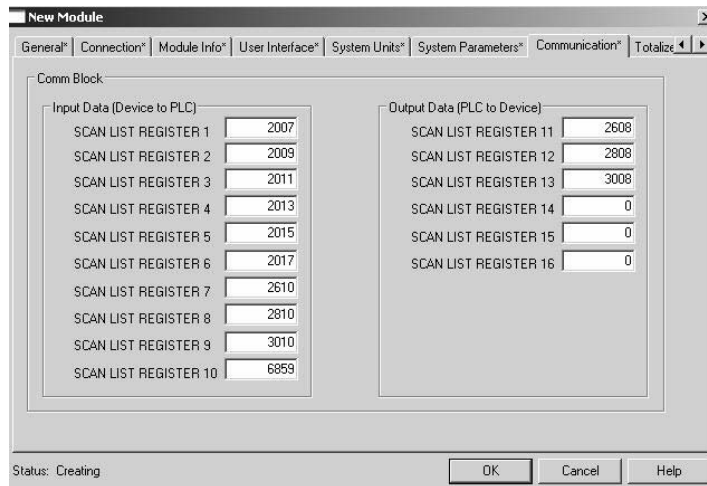 New Module
General* Connection* Module Info* User Interface* System Units* System Parameters* Communication* Totalize
Comm Block
Input Data (Device to PLC)
SCAN LIST REGISTER 1 2007
SCAN LIST REGISTER 2 2009
SCAN LIST REGISTER 3 2011
SCAN LIST REGISTER 4 2013
SCAN LIST REGISTER 5 2015
SCAN LIST REGISTER 6 2017
SCAN LIST REGISTER 7 2610
SCAN LIST REGISTER 8 2810
SCAN LIST REGISTER 9 3010
SCAN LIST REGISTER 10 6859
Output Data (PLC to Device)
SCAN LIST REGISTER 11 2608
SCAN LIST REGISTER 12 2808
SCAN LIST REGISTER 13 3008
SCAN LIST REGISTER 14 0
SCAN LIST REGISTER 15 0
SCAN LIST REGISTER 16 0
Status: Creating
OK Cancel Help